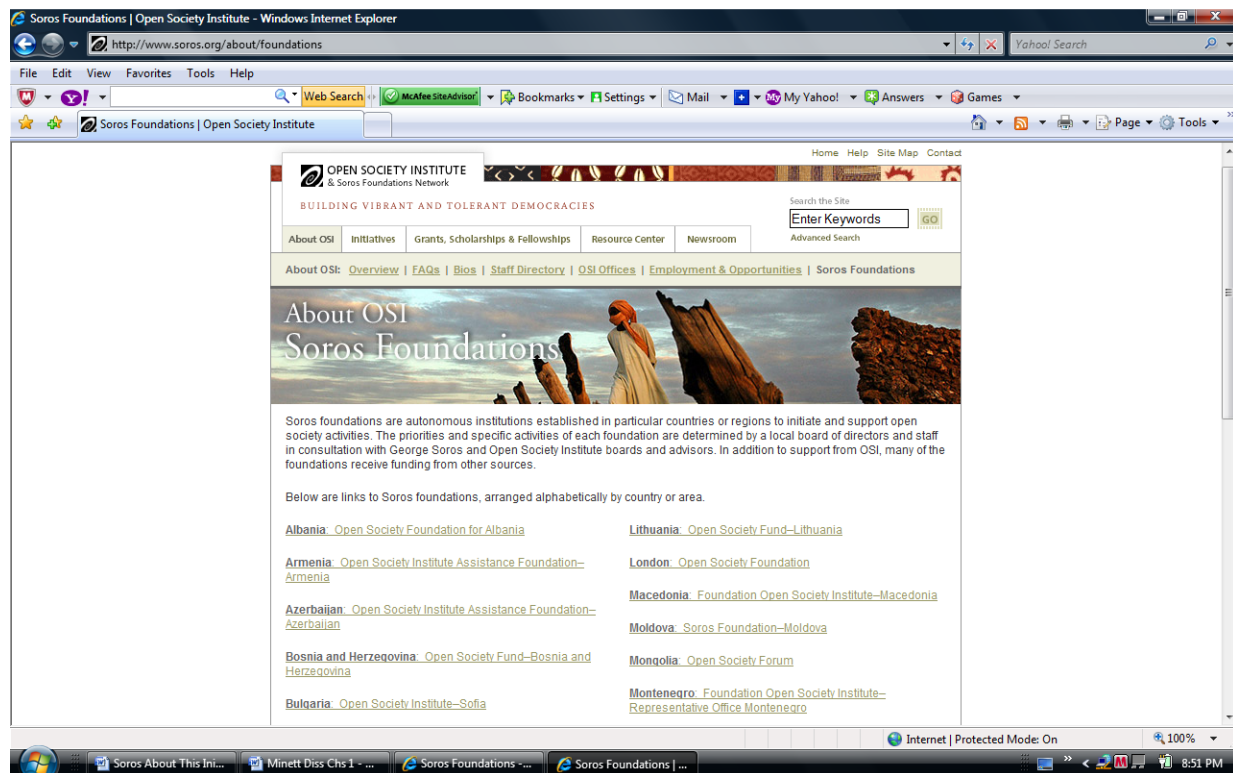 Soros Foundations | Open Society Institute - Windows Internet Explorer
http://www.soros.org/about/foundations
Yahoo! Search
File Edit View Favorites Tools Help
Web Search McAfee SiteAdvisor Bookmarks Settings Mail My Yahoo! Answers Games
Soros Foundations | Open Society Institute
Page Tools
Home Help Site Map Contact
OPEN SOCIETY INSTITUTE
& Soros Foundations Network
BUILDING VIBRANT AND TOLERANT DEMOCRACIES
Search the Site
Enter Keywords GO
Advanced Search
About OSI Initiatives Grants, Scholarships & Fellowships Resource Center Newsroom
About OSI: Overview | FAQs | Bios | Staff Directory | OSI Offices | Employment & Opportunities | Soros Foundations
About OSI
Soros Foundations
Soros foundations are autonomous institutions established in particular countries or regions to initiate and support open
society activities. The priorities and specific activities of each foundation are determined by a local board of directors and staff
in consultation with George Soros and Open Society Institute boards and advisors. In addition to support from OSI, many of the
foundations receive funding from other sources.
Below are links to Soros foundations, arranged alphabetically by country or area.
Albania: Open Society Foundation for Albania
Armenia: Open Society Institute Assistance Foundation–
Armenia
Azerbaijan: Open Society Institute Assistance Foundation–
Azerbaijan
Bosnia and Herzegovina: Open Society Fund–Bosnia and
Herzegovina
Bulgaria: Open Society Institute–Sofia
Lithuania: Open Society Fund–Lithuania
London: Open Society Foundation
Macedonia: Foundation Open Society Institute–Macedonia
Moldova: Soros Foundation–Moldova
Mongolia: Open Society Forum
Montenegro: Foundation Open Society Institute–
Representative Office Montenegro
Internet | Protected Mode: On 100%
Soros About This Ini... Minett Diss Chs 1 - ... Soros Foundations -... Soros Foundations | ... 8:51 PM